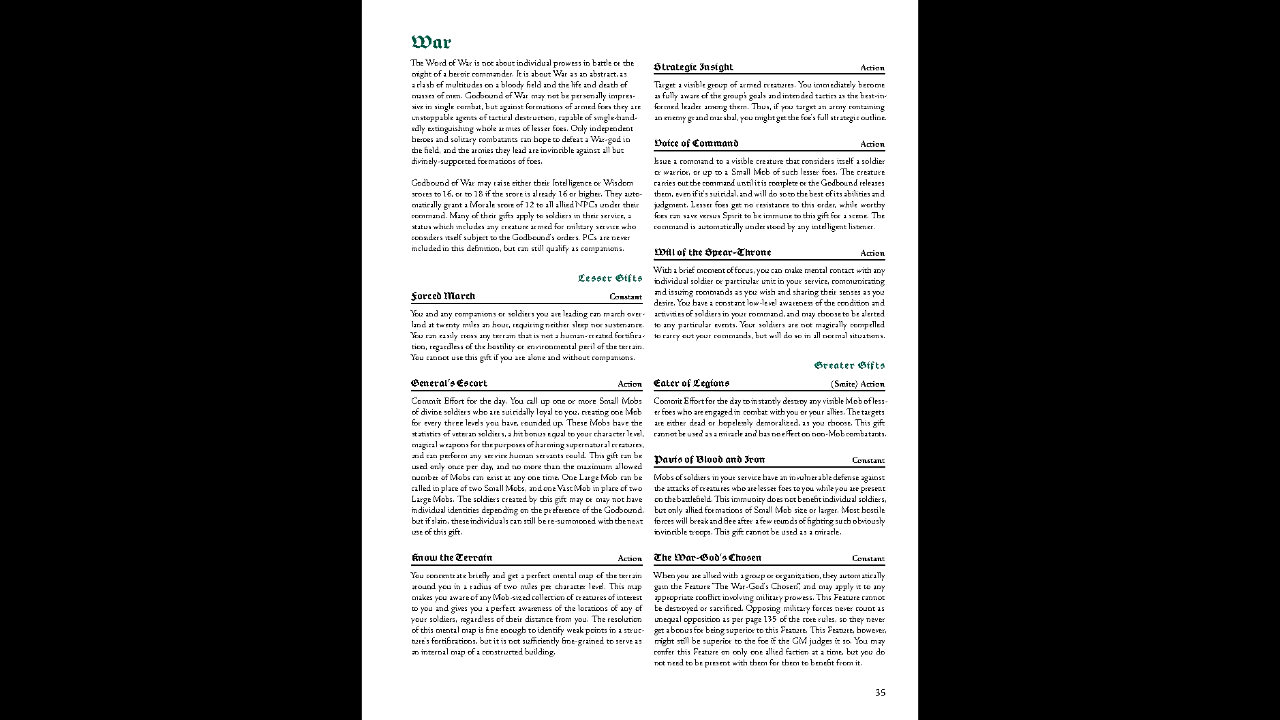 War
The Word of War is not about individual prowess in battle or the
might of a heroic commander. It is about War as an abstract, as
a clash of multitudes on a bloody field and the life and death of
masses of men. Godbound of War may not be personally impres-
sive in single combat, but against formations of armed foes they are
unstoppable agents of tactical destruction, capable of single-hand-
edly extinguishing whole armies of lesser foes. Only independent
heroes and solitary combatants can hope to defeat a War-god in
the field, and the armies they lead are invincible against all but
divinely-supported formations of foes.
Godbound of War may raise either their Intelligence or Wisdom
scores to 16, or to 18 if the score is already 16 or higher. They auto-
matically grant a Morale score of 12 to all allied NPCs under their
command. Many of their gifts apply to soldiers in their service, a
status which includes any creature armed for military service who
considers itself subject to the Godbound's orders. PCs are never
included in this definition, but can still qualify as companions.
Lesser Gifts
Forced March Constant
You and any companions or soldiers you are leading can march over-
land at twenty miles an hour, requiring neither sleep nor sustenance.
You can easily cross any terrain that is not a human-created fortifica-
tion, regardless of the hostility or environmental peril of the terrain.
You cannot use this gift if you are alone and without companions.
General's Escort Action
Commit Effort for the day. You call up one or more Small Mobs
of divine soldiers who are suicidally loyal to you, creating one Mob
for every three levels you have, rounded up. These Mobs have the
statistics of veteran soldiers, a hit bonus equal to your character level,
magical weapons for the purposes of harming supernatural creatures,
and can perform any service human servants could. This gift can be
used only once per day, and no more than the maximum allowed
number of Mobs can exist at any one time. One Large Mob can be
called in place of two Small Mobs, and one Vast Mob in place of two
Large Mobs. The soldiers created by this gift may or may not have
individual identities depending on the preference of the Godbound,
but if slain, these individuals can still be re-summoned with the next
use of this gift.
Know the Terrain Action
You concentrate briefly and get a perfect mental map of the terrain
around you in a radius of two miles per character level. This map
makes you aware of any Mob-sized collection of creatures of interest
to you and gives you a perfect awareness of the locations of any of
your soldiers, regardless of their distance from you. The resolution
of this mental map is fine enough to identify weak points in a struc-
ture's fortifications, but it is not sufficiently fine-grained to serve as
an internal map of a constructed building.
Strategic Insight Action
Target a visible group of armed creatures. You immediately become
as fully aware of the group's goals and intended tactics as the best-in-
formed leader among them. Thus, if you target an army containing
an enemy grand marshal, you might get the foe's full strategic outline.
Voice of Command Action
Issue a command to a visible creature that considers itself a soldier
or warrior, or up to a Small Mob of such lesser foes. The creature
carries out the command until it is complete or the Godbound releases
them, even if it's suicidal, and will do so to the best of its abilities and
judgment. Lesser foes get no resistance to this order, while worthy
foes can save versus Spirit to be immune to this gift for a scene. The
command is automatically understood by any intelligent listener.
Will of the Spear-Throne Action
With a brief moment of focus, you can make mental contact with any
individual soldier or particular unit in your service, communicating
and issuing commands as you wish and sharing their senses as you
desire. You have a constant low-level awareness of the condition and
activities of soldiers in your command, and may choose to be alerted
to any particular events. Your soldiers are not magically compelled
to carry out your commands, but will do so in all normal situations.
Greater Gifts
Eater of Legions (Smite) Action
Commit Effort for the day to instantly destroy any visible Mob of less-
er foes who are engaged in combat with you or your allies. The targets
are either dead or hopelessly demoralized, as you choose. This gift
cannot be used as a miracle and has no effect on non-Mob combatants.
Pavis of Blood and Iron Constant
Mobs of soldiers in your service have an invulnerable defense against
the attacks of creatures who are lesser foes to you while you are present
on the battlefield. This immunity does not benefit individual soldiers,
but only allied formations of Small Mob size or larger. Most hostile
forces will break and flee after a few rounds of fighting such obviously
invincible troops. This gift cannot be used as a miracle.
The War-God's Chosen Constant
When you are allied with a group or organization, they automatically
gain the Feature "The War-God's Chosen", and may apply it to any
appropriate conflict involving military prowess. This Feature cannot
be destroyed or sacrificed. Opposing military forces never count as
unequal opposition as per page 135 of the core rules, so they never
get a bonus for being superior to this Feature. This Feature, however,
might still be superior to the foe if the GM judges it so. You may
confer this Feature on only one allied faction at a time, but you do
not need to be present with them for them to benefit from it.
35